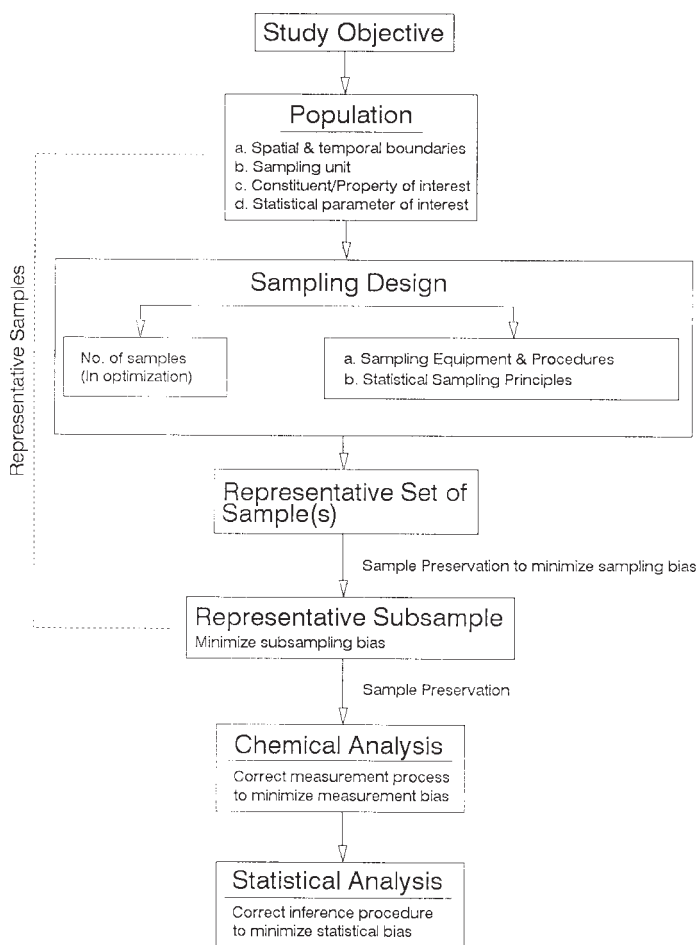 Study Objective
Population
a. Spatial & temporal boundaries
b. Sampling unit
c. Constituent/Property of interest
d. Statistical parameter of interest
Representative Samples
Sampling Design
No. of samples
(In optimization)
a. Sampling Equipment & Procedures
b. Statistical Sampling Principles
Representative Set of
Sample(s)
Sample Preservation to minimize sampling bias
Representative Subsample
Minimize subsampling bias
Sample Preservation
Chemical Analysis
Correct measurement process
to minimize measurement bias
Statistical Analysis
Correct inference procedure
to minimize statistical bias